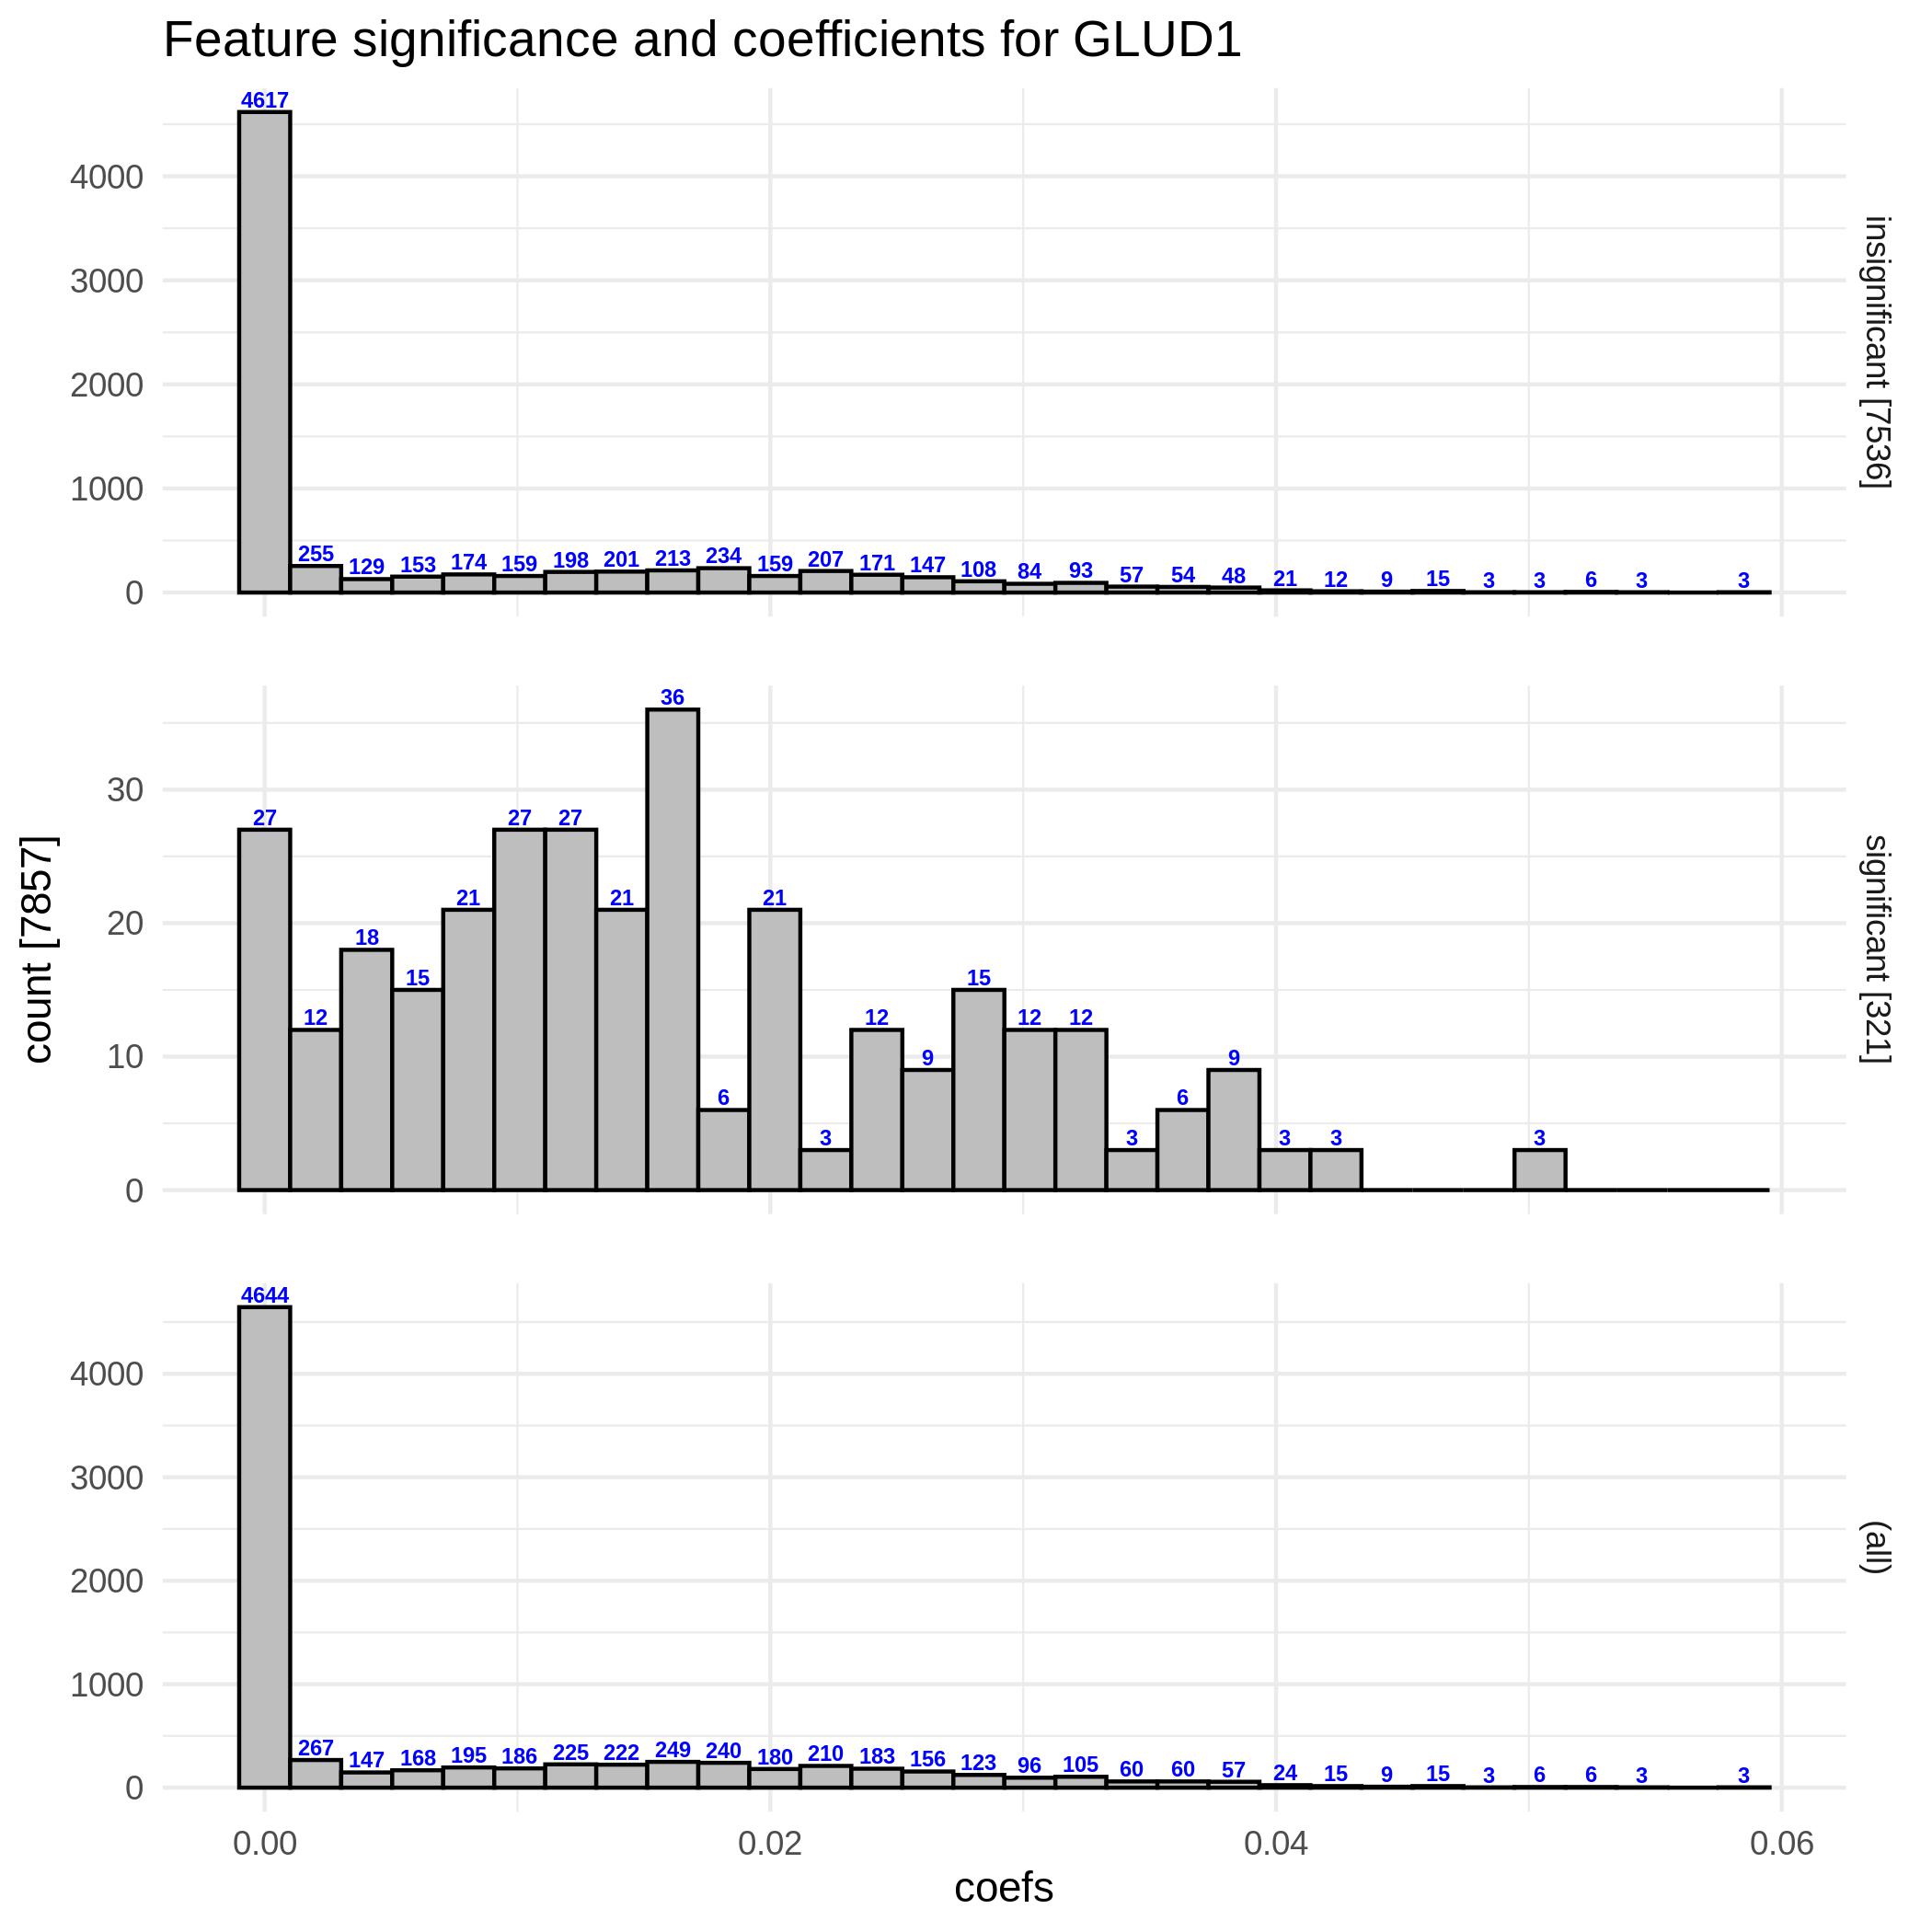 Feature significance and coefficients for GLUD1
4617
4000
3000
2000
1000
0
255 129 153 174 159 198 201 213 234 159 207 171 147 108 84 93 57 54 48 21 12 9 15 3 3 6 3 3
insignificant [7536]
count [7857]
30
20
10
0
27 12 18 15 21 27 27 21 36 6 21 3 12 9 15 12 12 3 6 9 3 3 3
significant [321]
4644
4000
3000
2000
1000
0
267 147 168 195 186 225 222 249 240 180 210 183 156 123 96 105 60 60 57 24 15 9 15 3 6 6 3 3
(all)
0.00 0.02 0.04 0.06
coefs